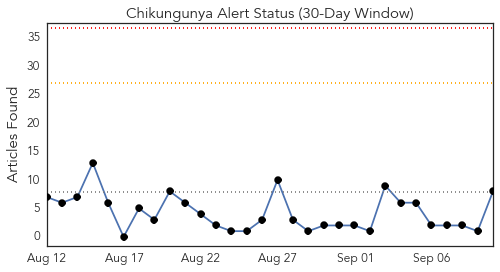 Chikungunya Alert Status (30-Day Window)
Articles Found
35
30
25
20
15
10
5
0
Aug 12 Aug 17 Aug 22 Aug 27 Sep 01 Sep 06